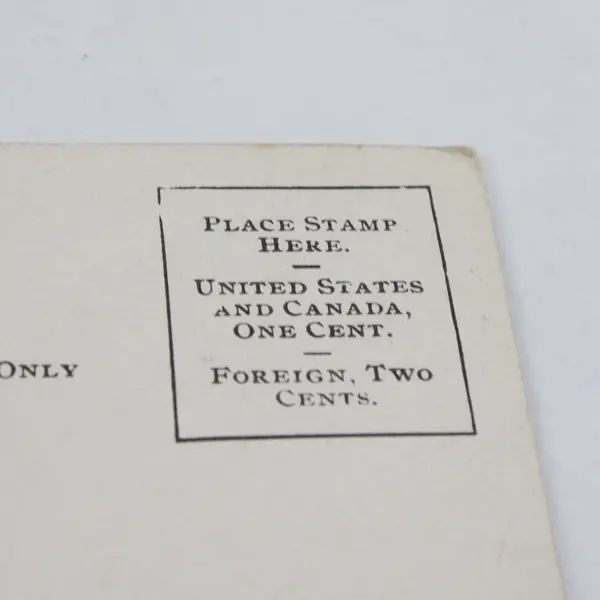 PLACE STAMP
HERE.
UNITED STATES
AND CANADA,
ONE CENT.
ONLY
FOREIGN, TWO
CENTS.